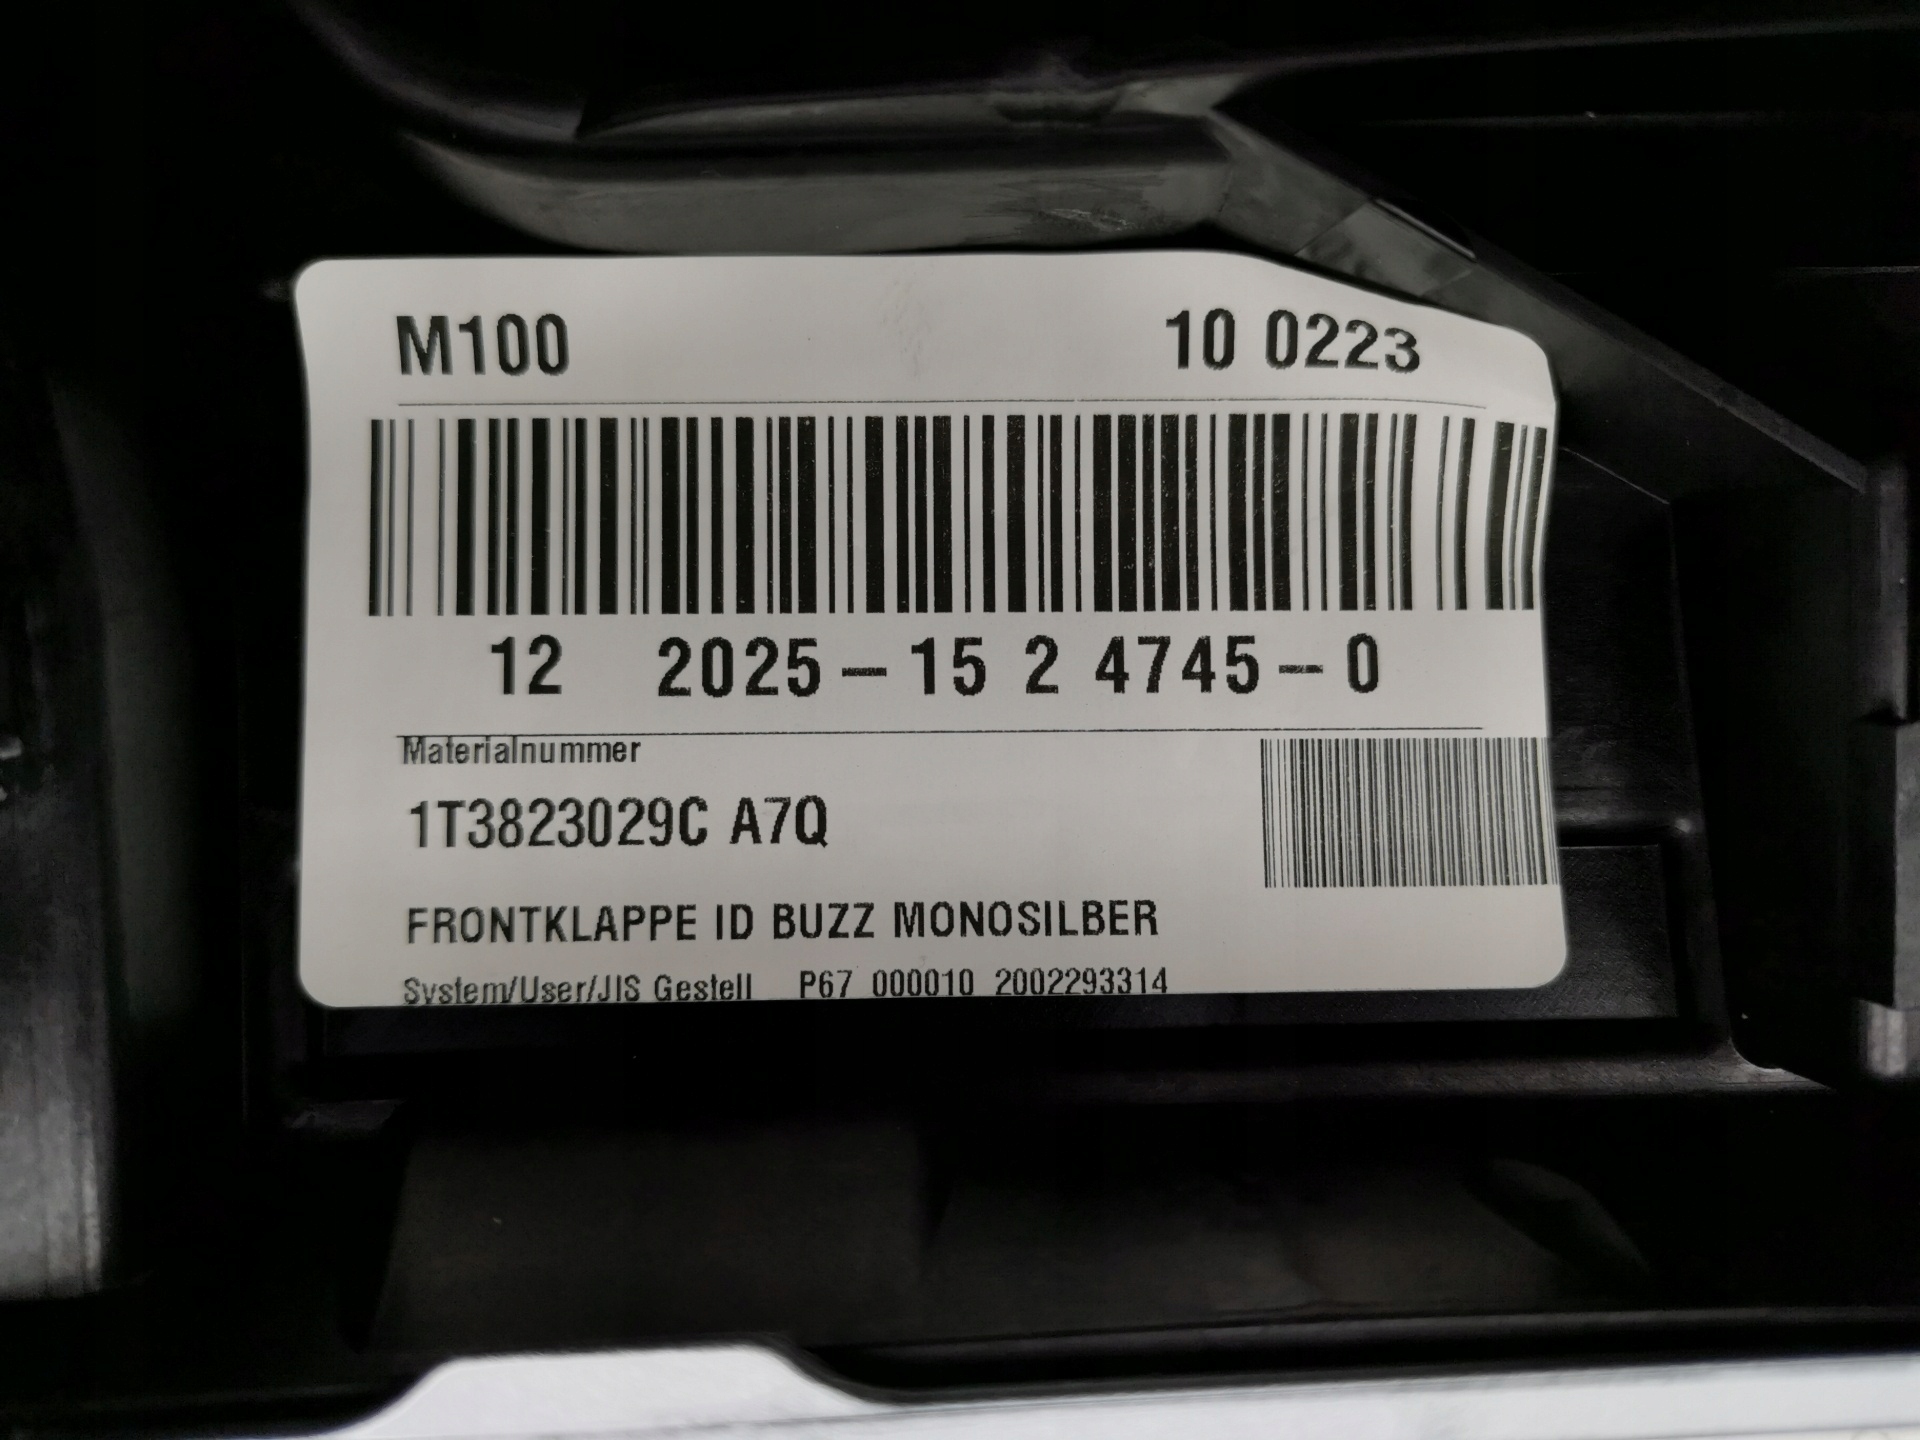 M100 10 0223
12 2025-15 2 4745-0
Materialnummer
1T3823029C A7Q
FRONTKLAPPE ID BUZZ MONOSILBER
System/User/JIS Gestell P67 000010 2002293314